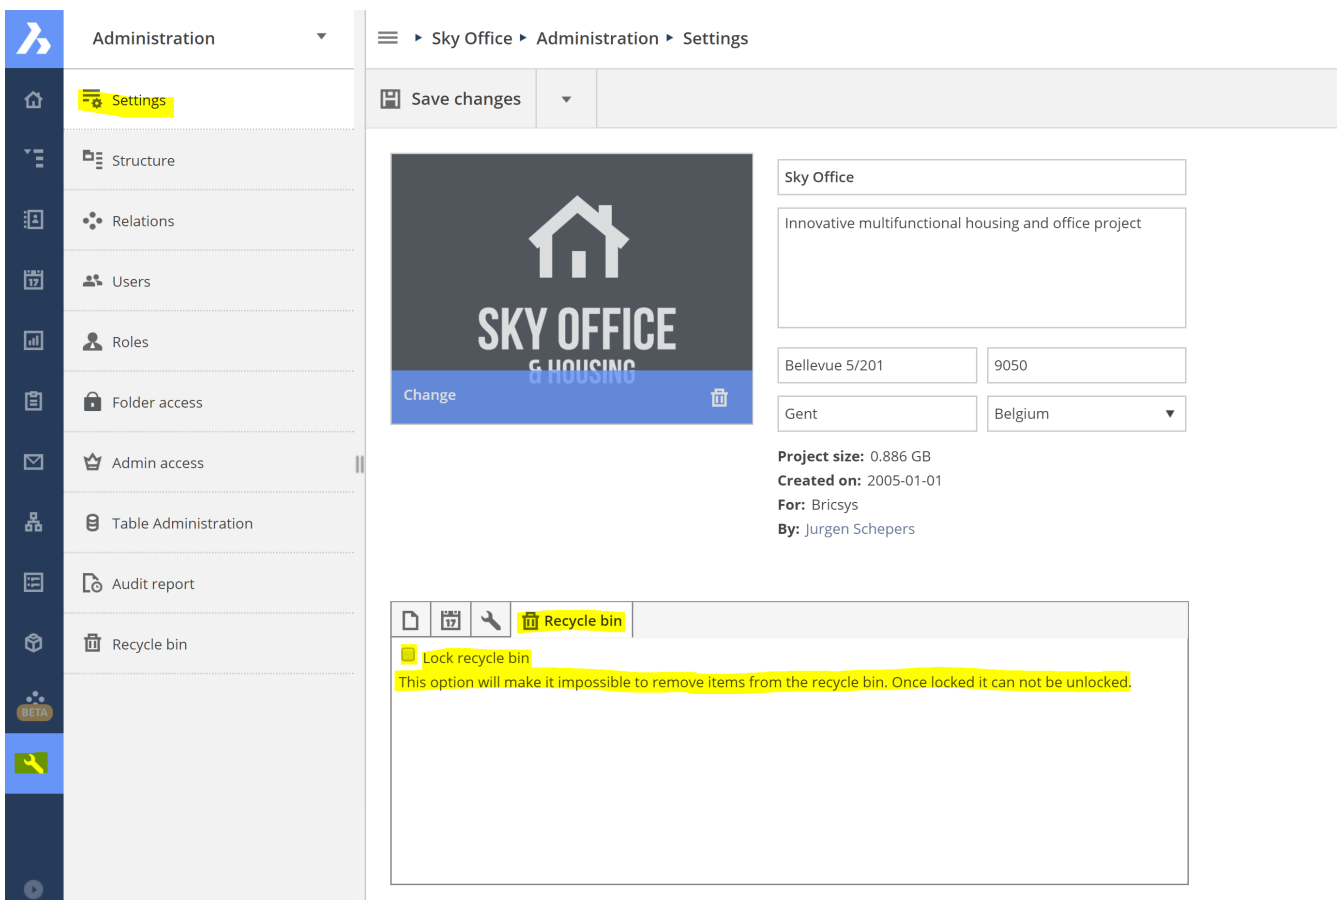 Administration
Sky Office Administration Settings
Settings
Save changes
Structure
Relations
Users
Roles
Folder access
Admin access
Table Administration
Audit report
Recycle bin
17
BETA
SKY OFFICE
& HOUSING
Change
Sky Office
Innovative multifunctional housing and office project
Bellevue 5/201
9050
Gent
Belgium
Project size: 0.886 GB
Created on: 2005-01-01
For: Bricsys
By: Jurgen Schepers
17
Recycle bin
Lock recycle bin
This option will make it impossible to remove items from the recycle bin. Once locked it can not be unlocked.